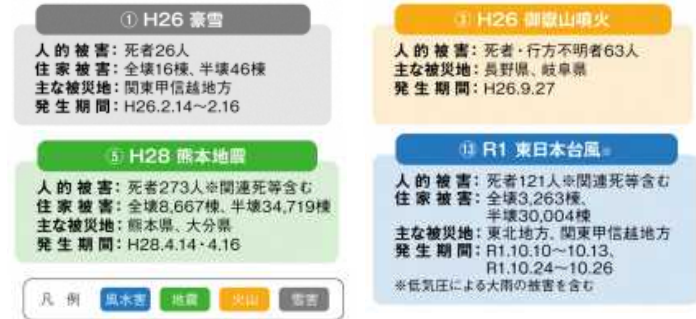 ① H26 豪雪
人的被害：死者26人
住家被害：全壊16棟、半壊46棟
主な被災地：関東甲信越地方
発生期間：H26.2.14～2.16
③ H26 御嶽山噴火
人的被害：死者・行方不明者63人
主な被災地：長野県、岐阜県
発生期間：H26.9.27
⑤ H28 熊本地震
人的被害：死者273人※関連死等含む
住家被害：全壊8,667棟、半壊34,719棟
主な被災地：熊本県、大分県
発生期間：H28.4.14・4.16
⑬ R1 東日本台風※
人的被害：死者121人※関連死等含む
住家被害：全壊3,263棟、
半壊30,004棟
主な被災地：東北地方、関東甲信越地方
発生期間：R1.10.10～10.13、
R1.10.24～10.26
※低気圧による大雨の被害を含む
凡例 風水害 地震 火山 雪害